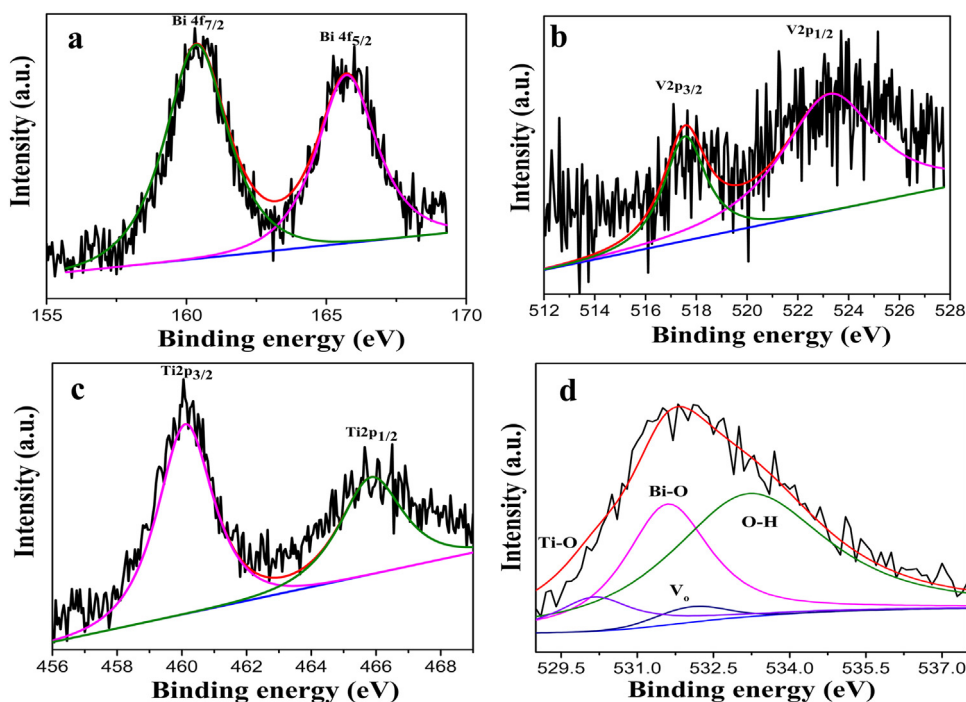 a
Bi 4f7/2
Bi 4f5/2
Intensity (a.u.)
155 160 165 170
Binding energy (eV)
b
V2p3/2
V2p1/2
Intensity (a.u.)
512 514 516 518 520 522 524 526 528
Binding energy (eV)
c
Ti2p3/2
Ti2p1/2
Intensity (a.u.)
456 458 460 462 464 466 468
Binding energy (eV)
d
Ti-O
Bi-O
O-H
Vo
Intensity (a.u.)
529.5 531.0 532.5 534.0 535.5 537.0
Binding energy (eV)